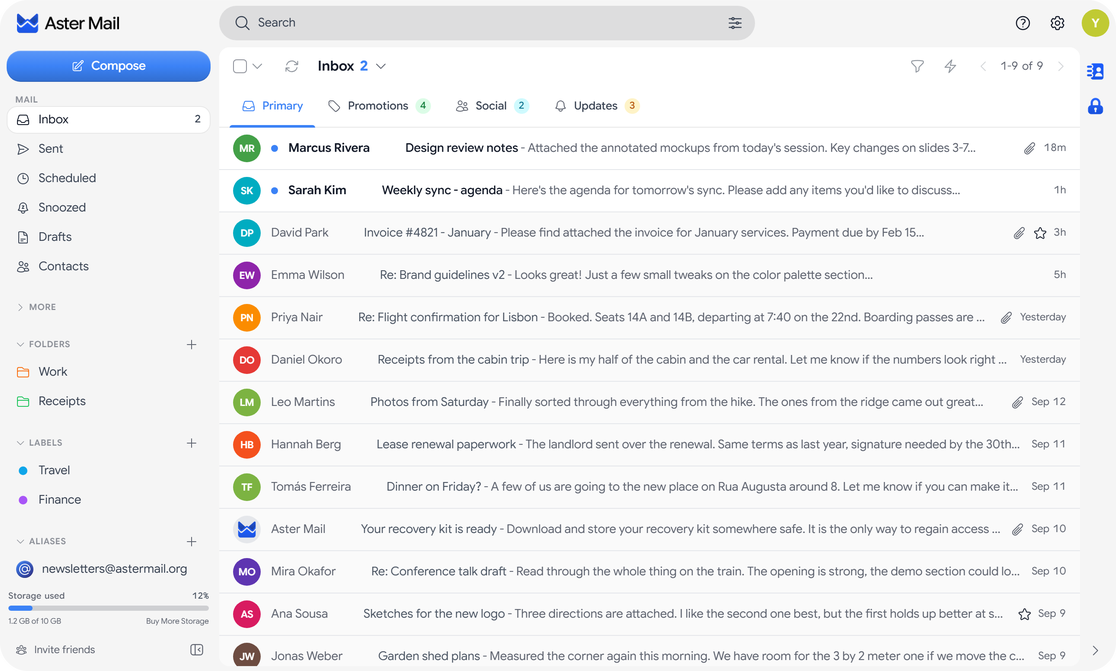 Aster Mail
Search
Y
Compose
Inbox 2
1-9 of 9
MAIL
Inbox 2
Sent
Scheduled
Snoozed
Drafts
Contacts
MORE
FOLDERS
Work
Receipts
LABELS
Travel
Finance
ALIASES
newsletters@astermail.org
Storage used 12%
1.2 GB of 10 GB Buy More Storage
Invite friends
Primary Promotions 4 Social 2 Updates 3
MR Marcus Rivera Design review notes - Attached the annotated mockups from today's session. Key changes on slides 3-7... 18m
SK Sarah Kim Weekly sync - agenda - Here's the agenda for tomorrow's sync. Please add any items you'd like to discuss... 1h
DP David Park Invoice #4821 - January - Please find attached the invoice for January services. Payment due by Feb 15... 3h
EW Emma Wilson Re: Brand guidelines v2 - Looks great! Just a few small tweaks on the color palette section... 5h
PN Priya Nair Re: Flight confirmation for Lisbon - Booked. Seats 14A and 14B, departing at 7:40 on the 22nd. Boarding passes are ... Yesterday
DO Daniel Okoro Receipts from the cabin trip - Here is my half of the cabin and the car rental. Let me know if the numbers look right ... Yesterday
LM Leo Martins Photos from Saturday - Finally sorted through everything from the hike. The ones from the ridge came out great... Sep 12
HB Hannah Berg Lease renewal paperwork - The landlord sent over the renewal. Same terms as last year, signature needed by the 30th... Sep 11
TF Tomás Ferreira Dinner on Friday? - A few of us are going to the new place on Rua Augusta around 8. Let me know if you can make it... Sep 11
Aster Mail Your recovery kit is ready - Download and store your recovery kit somewhere safe. It is the only way to regain access ... Sep 10
MO Mira Okafor Re: Conference talk draft - Read through the whole thing on the train. The opening is strong, the demo section could lo... Sep 10
AS Ana Sousa Sketches for the new logo - Three directions are attached. I like the second one best, but the first holds up better at s... Sep 9
JW Jonas Weber Garden shed plans - Measured the corner again this morning. We have room for the 3 by 2 meter one if we move the c... Sep 9